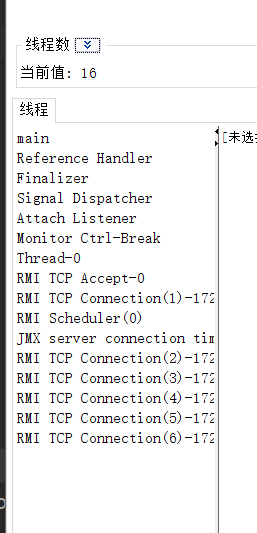 线程数
当前值: 16
线程
[未选
main
Reference Handler
Finalizer
Signal Dispatcher
Attach Listener
Monitor Ctrl-Break
Thread-0
RMI TCP Accept-0
RMI TCP Connection(1)-172
RMI Scheduler(0)
JMX server connection tim
RMI TCP Connection(2)-172
RMI TCP Connection(3)-172
RMI TCP Connection(4)-172
RMI TCP Connection(5)-172
RMI TCP Connection(6)-172